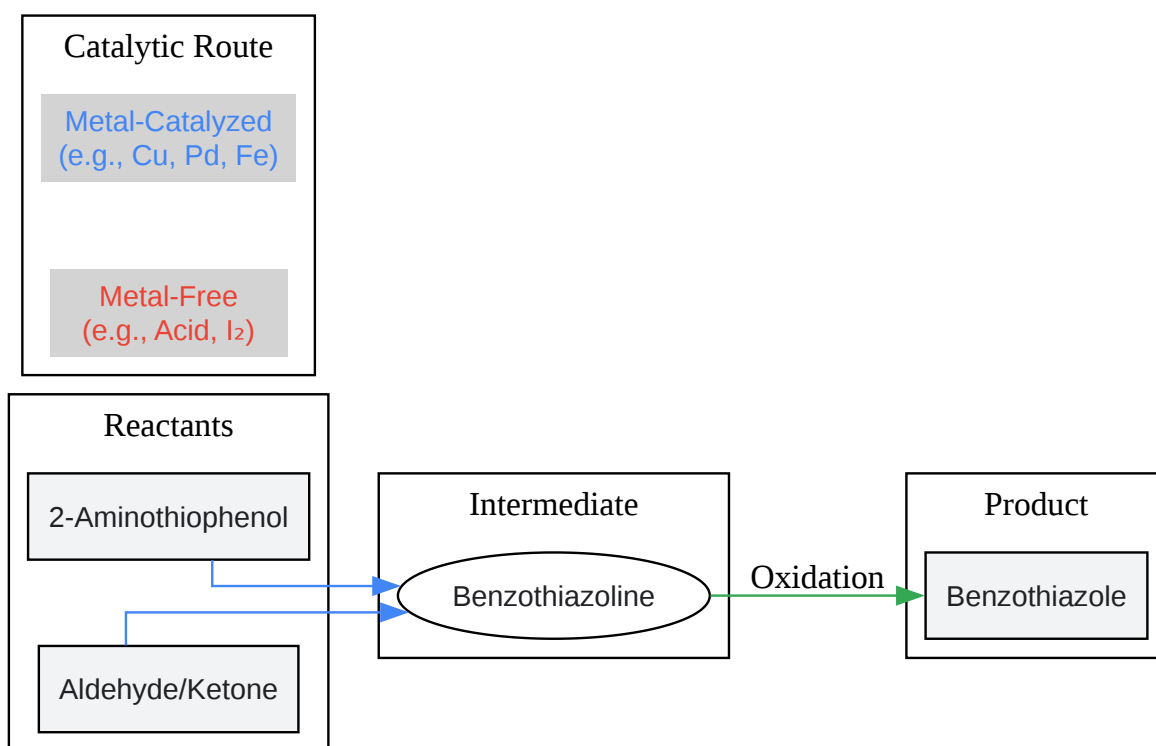 Catalytic Route
Metal-Catalyzed
(e.g., Cu, Pd, Fe)
Metal-Free
(e.g., Acid, I₂)
Reactants
2-Aminothiophenol
Aldehyde/Ketone
Intermediate
Benzothiazoline
Oxidation
Product
Benzothiazole